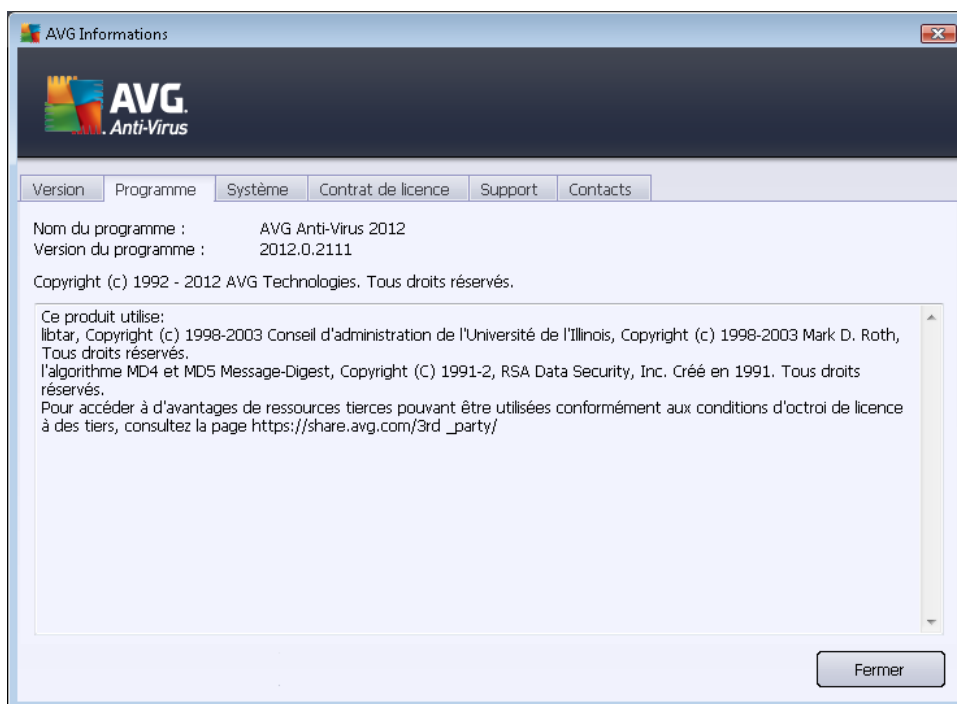 AVG Informations
AVG.
Anti-Virus
Version Programme Système Contrat de licence Support Contacts
Nom du programme : AVG Anti-Virus 2012
Version du programme : 2012.0.2111
Copyright (c) 1992 - 2012 AVG Technologies. Tous droits réservés.
Ce produit utilise:
libtar, Copyright (c) 1998-2003 Conseil d'administration de l'Université de l'Illinois, Copyright (c) 1998-2003 Mark D. Roth,
Tous droits réservés.
l'algorithme MD4 et MD5 Message-Digest, Copyright (C) 1991-2, RSA Data Security, Inc. Créé en 1991. Tous droits
réservés.
Pour accéder à d'avantages de ressources tierces pouvant être utilisées conformément aux conditions d'octroi de licence
à des tiers, consultez la page https://share.avg.com/3rd _party/
Fermer